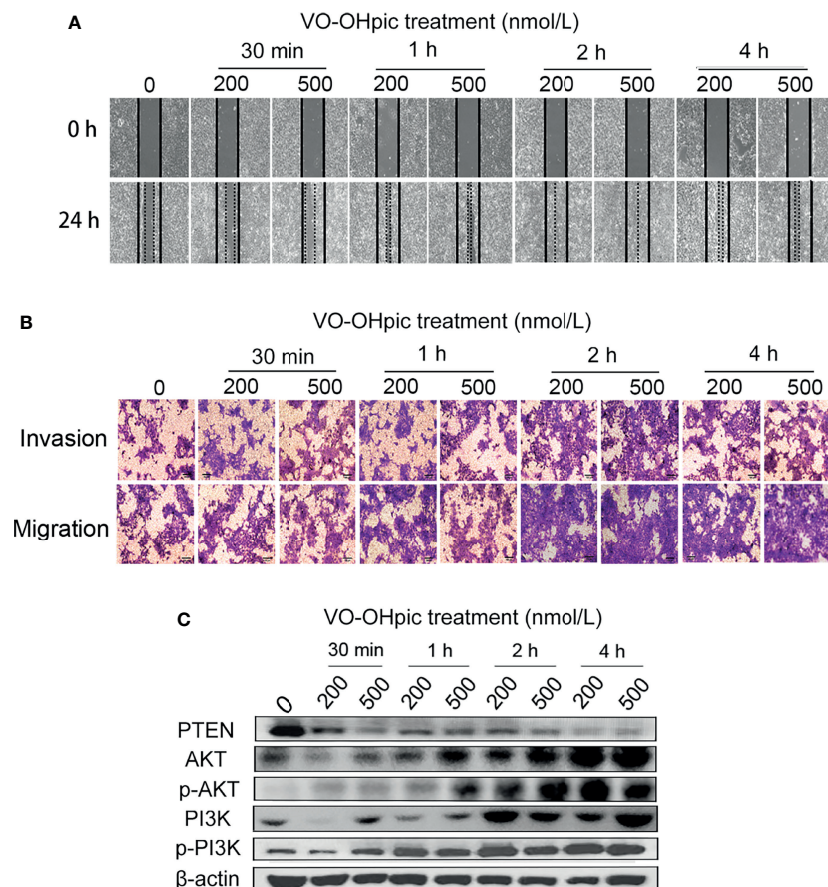 A
VO-OHpic treatment (nmol/L)
30 min 1 h 2 h 4 h
0 200 500 200 500 200 500 200 500
0 h
24 h
B
VO-OHpic treatment (nmol/L)
30 min 1 h 2 h 4 h
0 200 500 200 500 200 500 200 500
Invasion
Migration
C
VO-OHpic treatment (nmol/L)
30 min 1 h 2 h 4 h
0 200 500 200 500 200 500 200 500
PTEN
AKT
p-AKT
PI3K
p-PI3K
β-actin